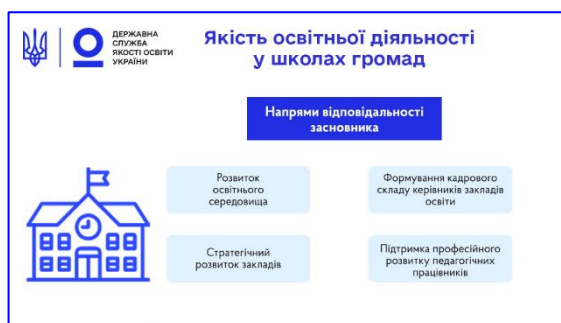 ДЕРЖАВНА
СЛУЖБА
ЯКОСТІ ОСВІТИ
УКРАЇНИ
Якість освітньої діяльності
у школах громад
Напрями відповідальності
засновника
Розвиток
освітнього
середовища
Формування кадрового
складу керівників закладів
освіти
Стратегічний
розвиток закладів
Підтримка професійного
розвитку педагогічних
працівників